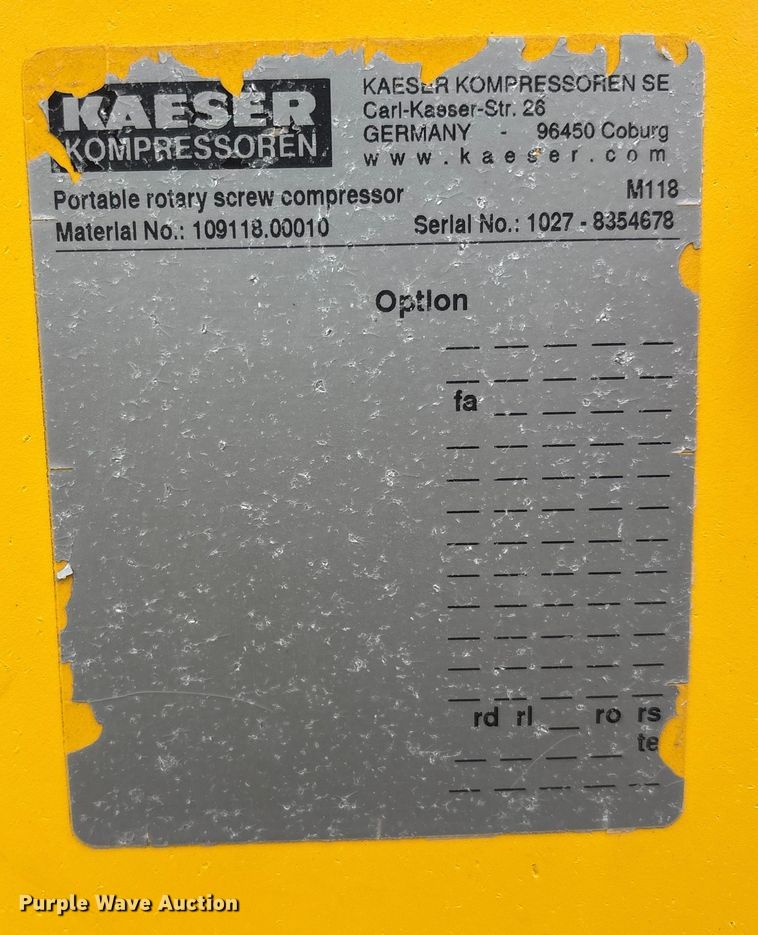 KAESER
KOMPRESSOREN
KAESER KOMPRESSOREN SE
Carl-Kaeser-Str. 26
GERMANY - 96450 Coburg
www.kaeser.com
Portable rotary screw compressor M118
Material No.: 109118.00010 Serial No.: 1027 - 8354678
Option
_ _ _ _ _
_ _ _ _ _
fa _ _ _ _
_ _ _ _ _
_ _ _ _ _
_ _ _ _ _
_ _ _ _ _
_ _ _ _ _
_ _ _ _ _
_ _ _ _ _
_ _ _ _ _
_ _ _ _ _
rd rl _ ro rs
_ _ _ _ te
_ _ _ _ _
Purple Wave Auction